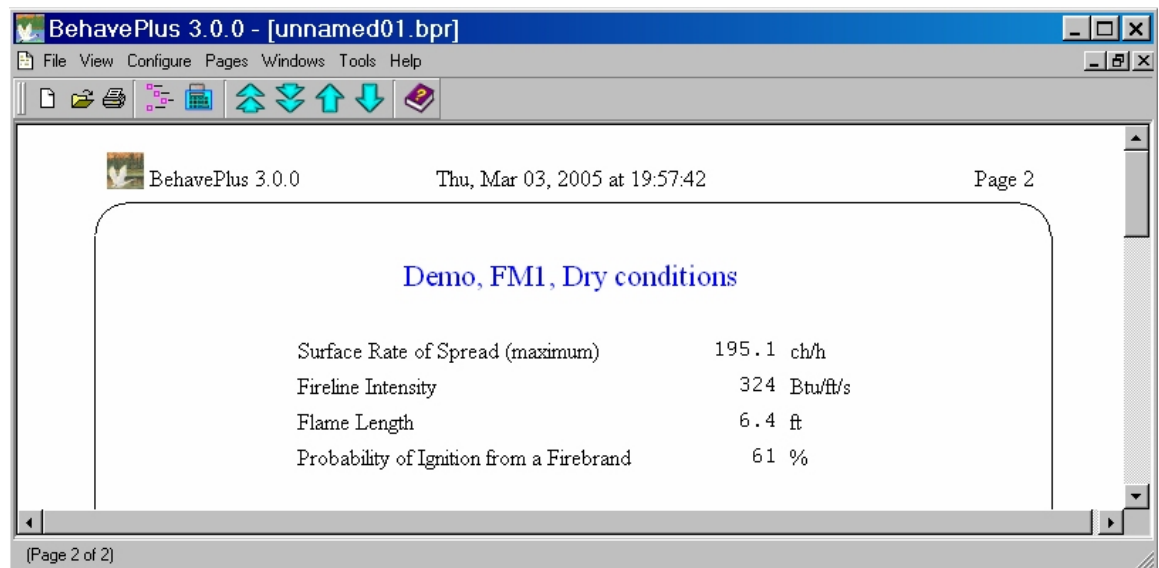 BehavePlus 3.0.0 - [unnamed01.bpr]
File View Configure Pages Windows Tools Help
BehavePlus 3.0.0 Thu, Mar 03, 2005 at 19:57:42 Page 2
Demo, FM1, Dry conditions
Surface Rate of Spread (maximum) 195.1 ch/h
Fireline Intensity 324 Btu/ft/s
Flame Length 6.4 ft
Probability of Ignition from a Firebrand 61 %
(Page 2 of 2)